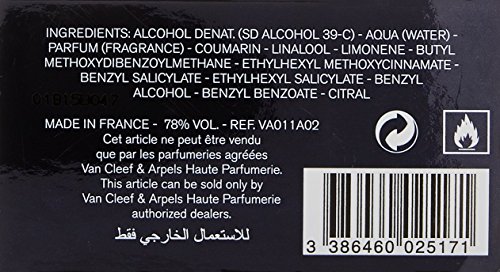 INGREDIENTS: ALCOHOL DENAT. (SD ALCOHOL 39-C) - AQUA (WATER) -
PARFUM (FRAGRANCE) - COUMARIN - LINALOOL - LIMONENE - BUTYL
METHOXYDIBENZOYLMETHANE - ETHYLHEXYL METHOXYCINNAMATE
- BENZYL SALICYLATE - ETHYLHEXYL SALICYLATE - BENZYL
ALCOHOL - BENZYL BENZOATE - CITRAL
MADE IN FRANCE - 78% VOL. - REF. VA011A02
Cet article ne peut être vendu
que par les parfumeries agréées
Van Cleef & Arpels Haute Parfumerie.
This article can be sold only by
Van Cleef & Arpels Haute Parfumerie
authorized dealers.
للاستعمال الخارجي فقط
3 386460 025171